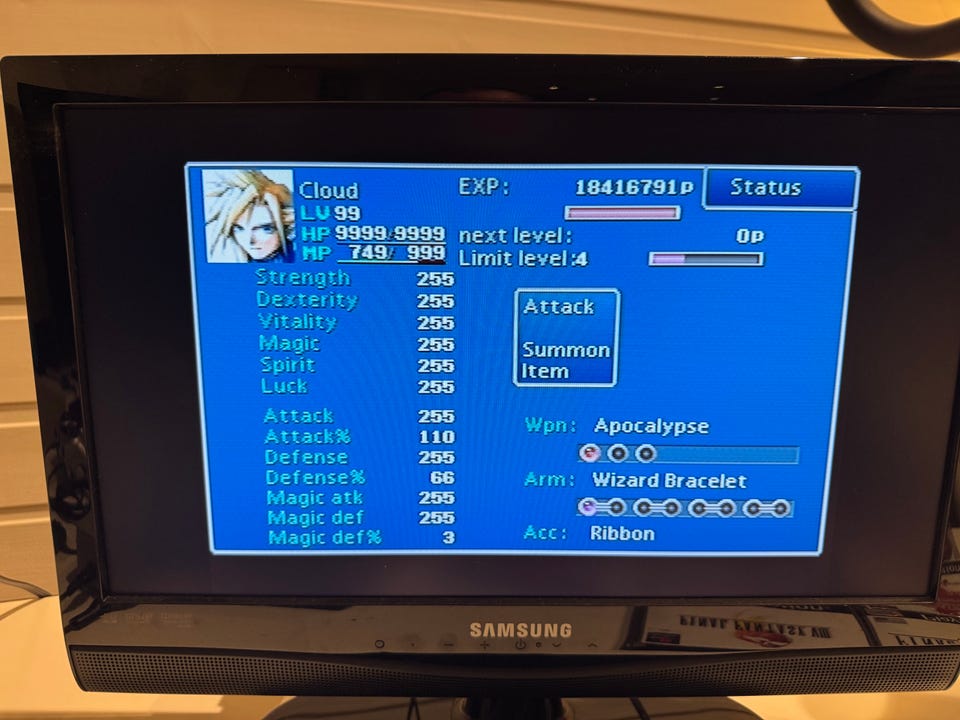 Cloud
LV 99
HP 9999/9999
MP 749/ 999
EXP: 18416791p
Status
next level: 0p
Limit level:4
Strength 255
Dexterity 255
Vitality 255
Magic 255
Spirit 255
Luck 255
Attack
Summon
Item
Attack 255
Attack% 110
Defense 255
Defense% 66
Magic atk 255
Magic def 255
Magic def% 3
Wpn: Apocalypse
Arm: Wizard Bracelet
Acc: Ribbon
SAMSUNG
FINAL FANTASY VIII